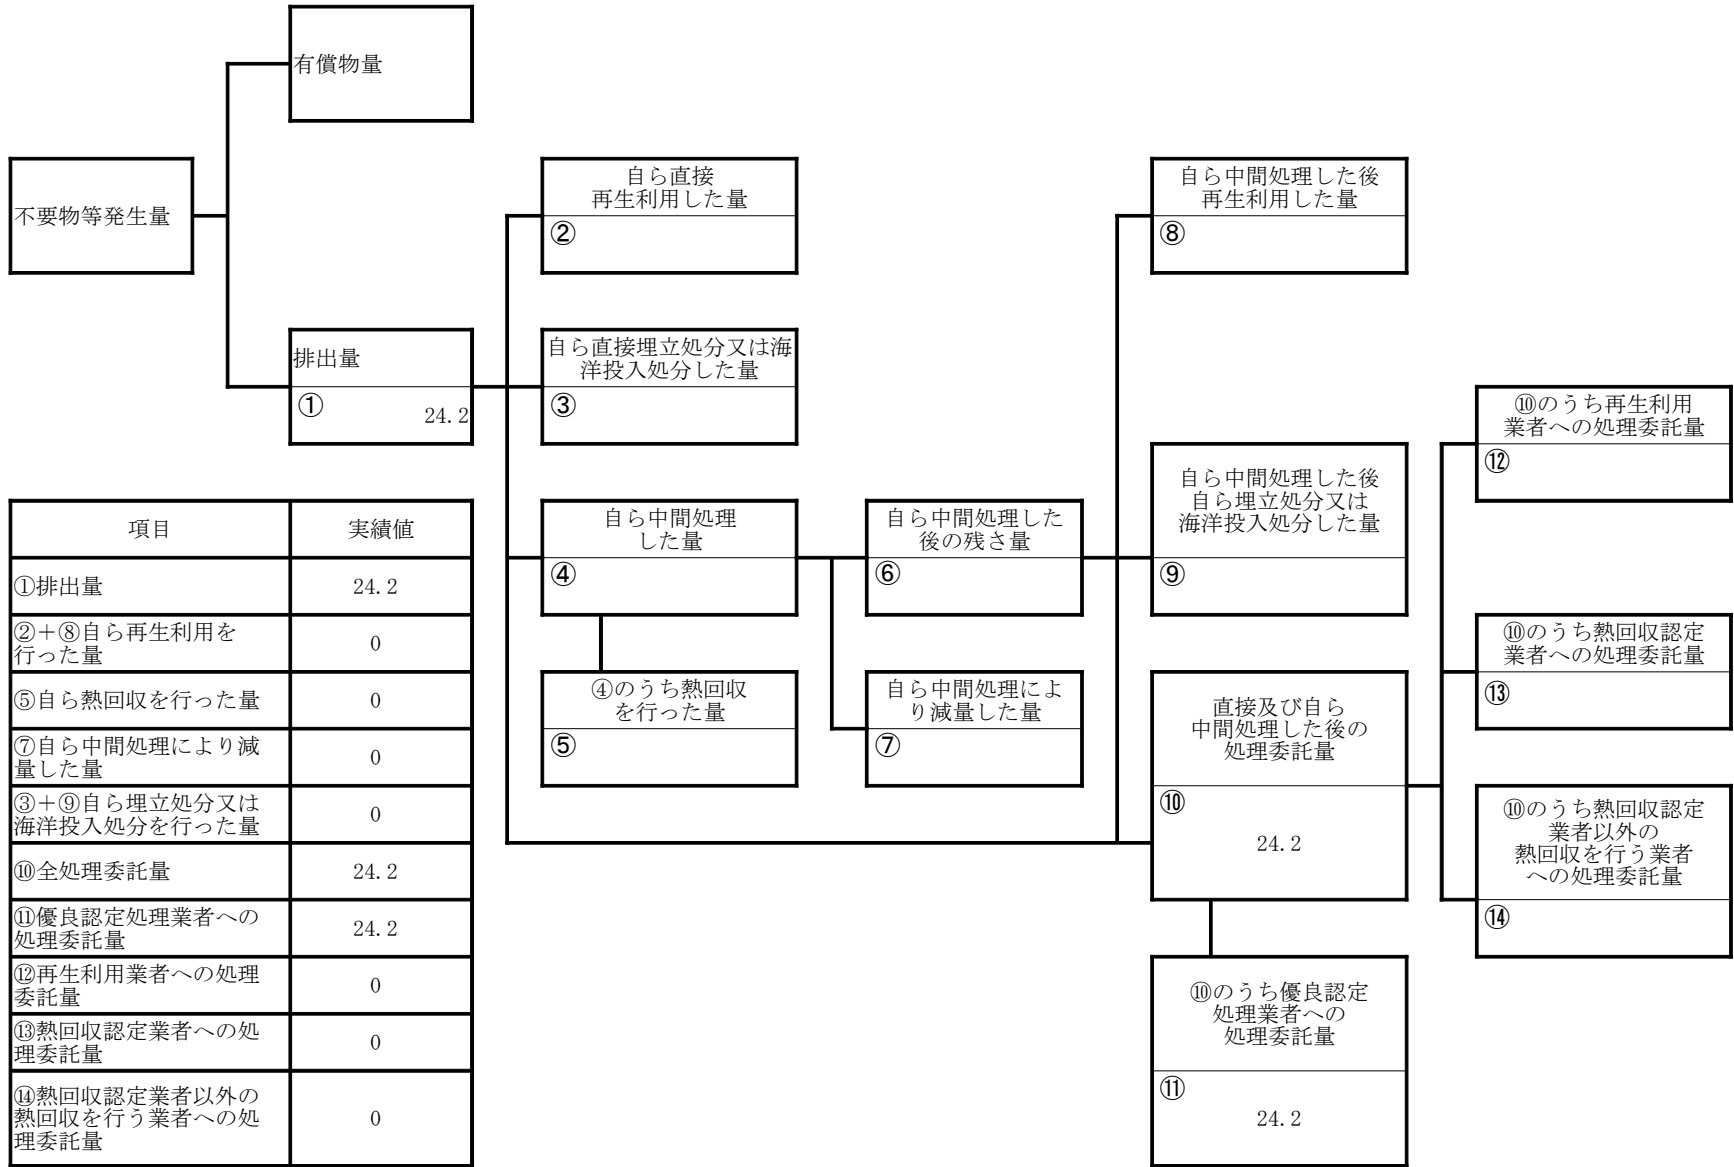 有償物量
不要物等発生量
自ら直接
再生利用した量
②
自ら中間処理した後
再生利用した量
⑧
排出量
①
24.2
自ら直接埋立処分又は海
洋投入処分した量
③
⑩のうち再生利用
業者への処理委託量
⑫
自ら中間処理
した量
④
自ら中間処理した
後の残さ量
⑥
自ら中間処理した後
自ら埋立処分又は
海洋投入処分した量
⑨
④のうち熱回収
を行った量
⑤
自ら中間処理によ
り減量した量
⑦
直接及び自ら
中間処理した後の
処理委託量
⑩
24.2
⑩のうち熱回収認定
業者への処理委託量
⑬
⑩のうち熱回収認定
業者以外の
熱回収を行う業者
への処理委託量
⑭
⑩のうち優良認定
処理業者への
処理委託量
⑪
24.2
項目 実績値
①排出量 24.2
②＋⑧自ら再生利用を
行った量 0
⑤自ら熱回収を行った量 0
⑦自ら中間処理により減
量した量 0
③＋⑨自ら埋立処分又は
海洋投入処分を行った量 0
⑩全処理委託量 24.2
⑪優良認定処理業者への
処理委託量 24.2
⑫再生利用業者への処理
委託量 0
⑬熱回収認定業者への処
理委託量 0
⑭熱回収認定業者以外の
熱回収を行う業者への処
理委託量 0